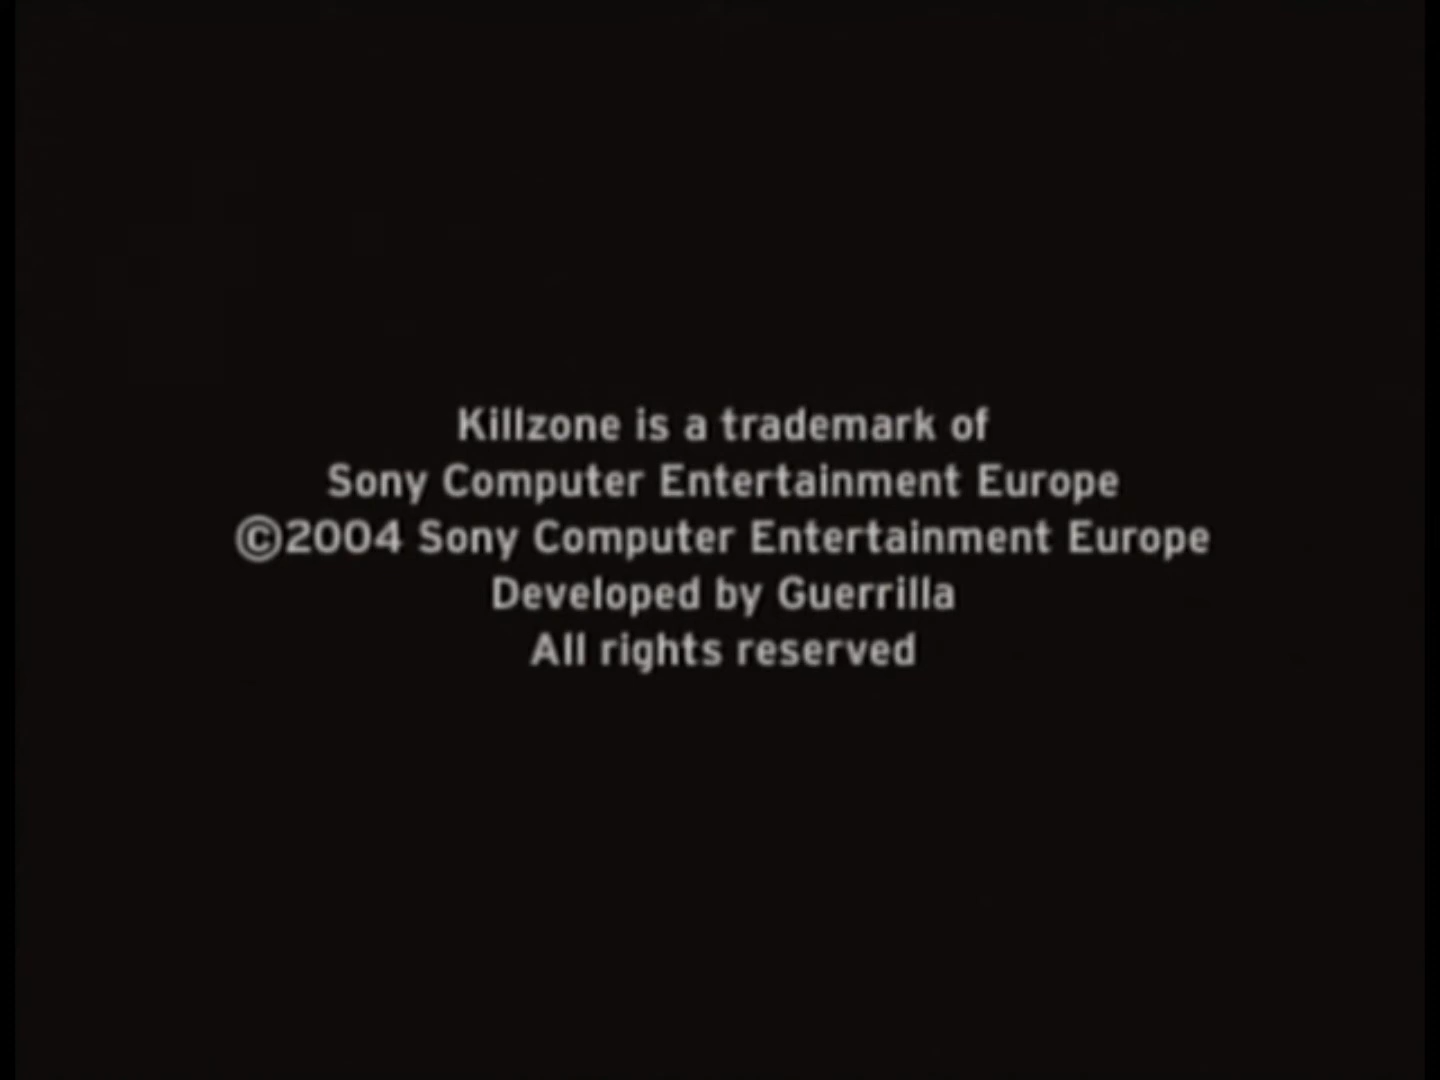 Killzone is a trademark of
Sony Computer Entertainment Europe
©2004 Sony Computer Entertainment Europe
Developed by Guerrilla
All rights reserved